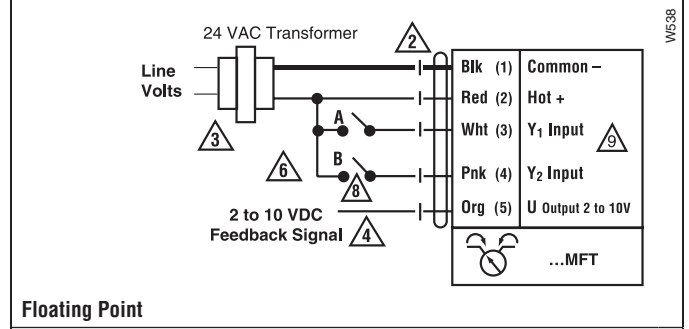 24 VAC Transformer
W538
2
Line
Volts
Blk (1) Common –
Red (2) Hot +
A
Wht (3) Y1 Input
3
9
B
6
8
Pnk (4) Y2 Input
2 to 10 VDC
Feedback Signal
4
Org (5) U Output 2 to 10V
...MFT
Floating Point